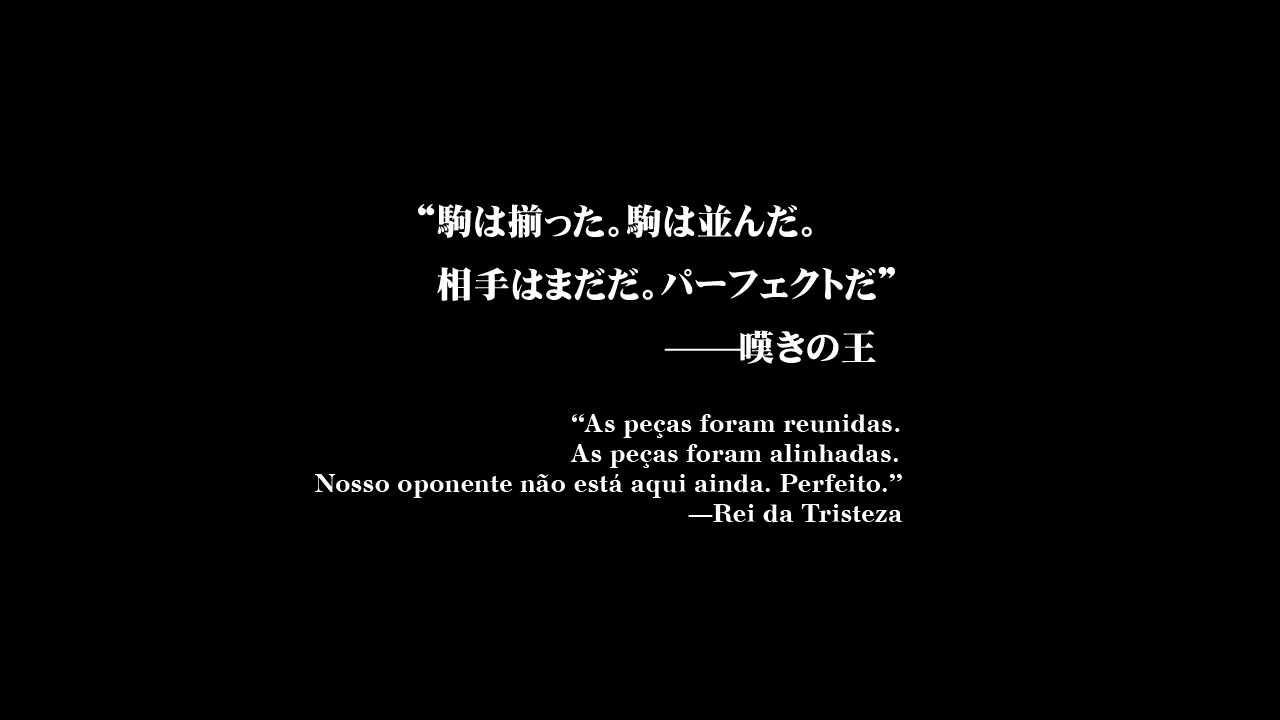 “駒は揃った。駒は並んだ。
相手はまだだ。パーフェクトだ”
——嘆きの王
“As peças foram reunidas.
As peças foram alinhadas.
Nosso oponente não está aqui ainda. Perfeito.”
—Rei da Tristeza